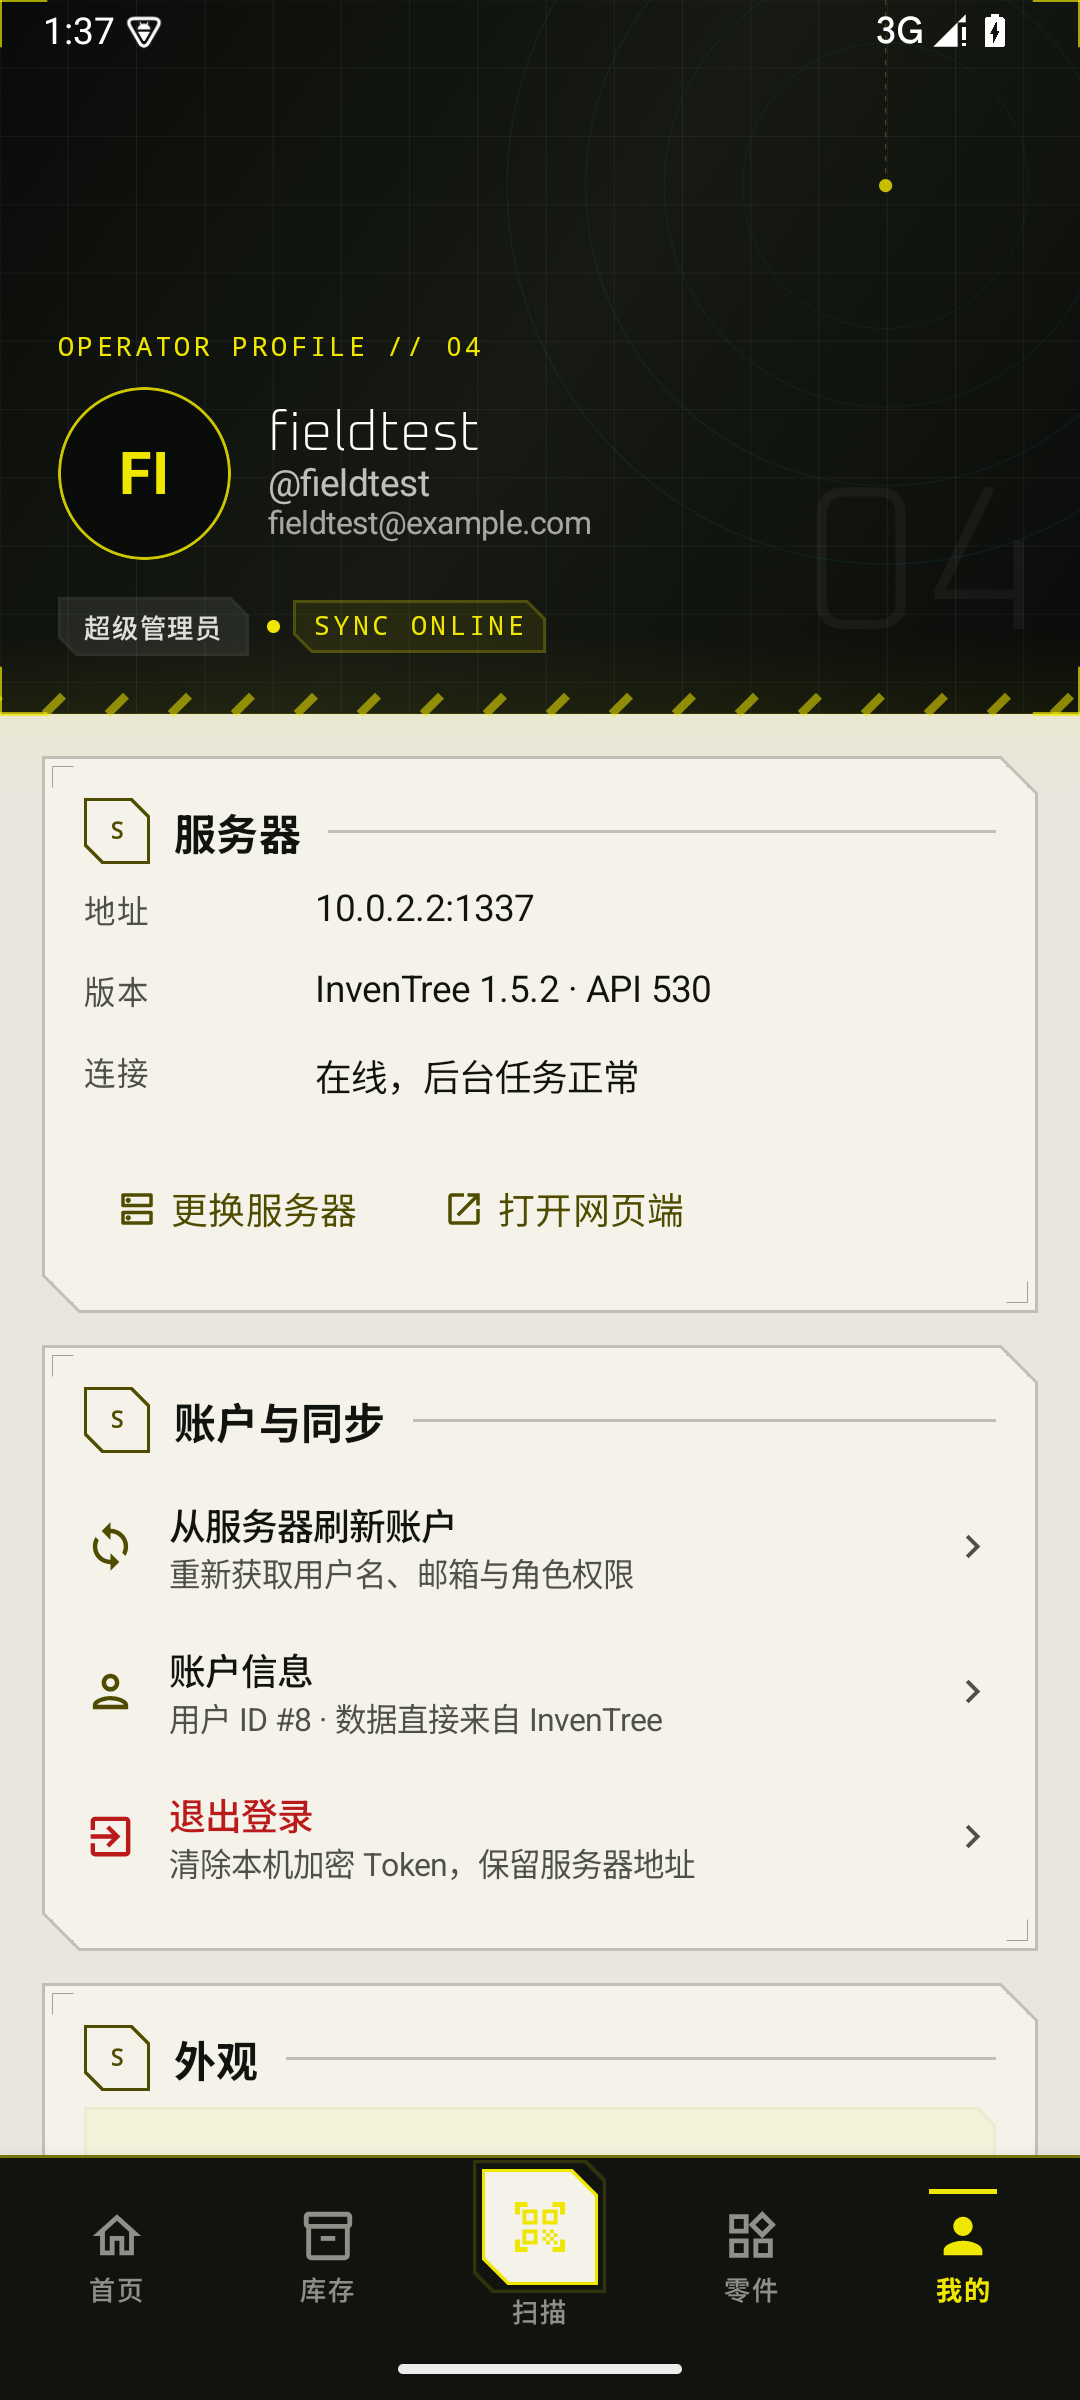 1:37
3G
OPERATOR PROFILE // 04
FI
fieldtest
@fieldtest
fieldtest@example.com
04
超级管理员
SYNC ONLINE
S 服务器
地址 10.0.2.2:1337
版本 InvenTree 1.5.2 · API 530
连接 在线，后台任务正常
更换服务器 打开网页端
S 账户与同步
从服务器刷新账户
重新获取用户名、邮箱与角色权限
账户信息
用户 ID #8 · 数据直接来自 InvenTree
退出登录
清除本机加密 Token，保留服务器地址
S 外观
首页 库存 扫描 零件 我的